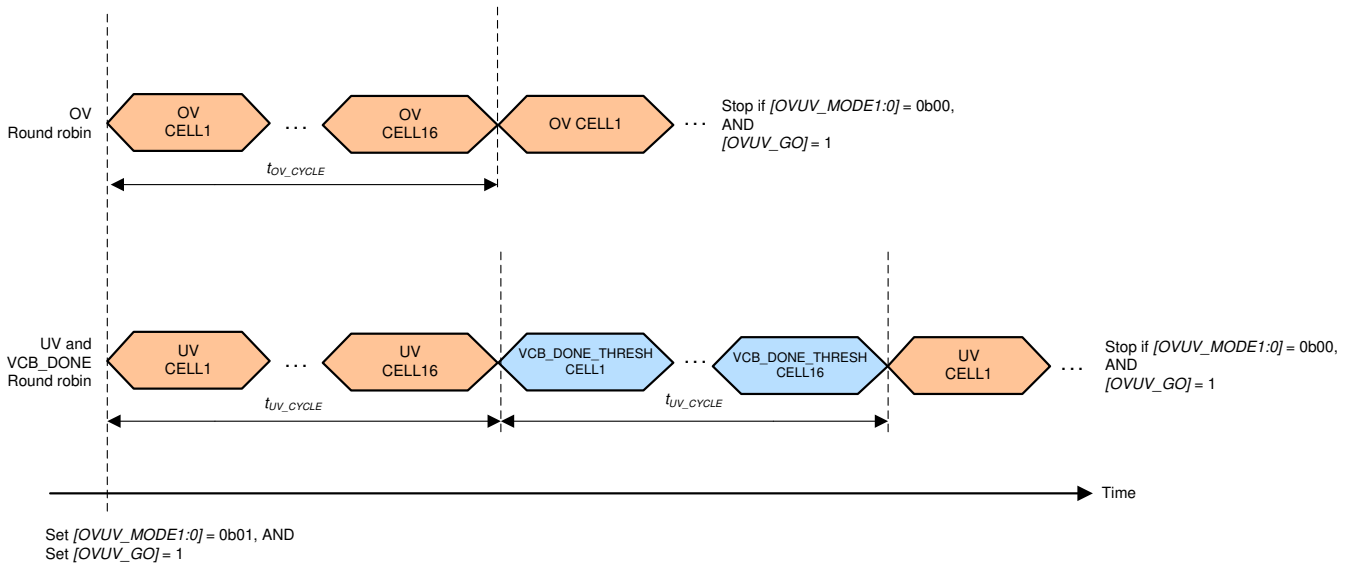 OV
Round robin
OV
CELL1
...
OV
CELL16
OV CELL1
...
Stop if [OVUV_MODE1:0] = 0b00,
AND
[OVUV_GO] = 1
tOV_CYCLE
UV and
VCB_DONE
Round robin
UV
CELL1
...
UV
CELL16
VCB_DONE_THRESH
CELL1
...
VCB_DONE_THRESH
CELL16
UV
CELL1
...
Stop if [OVUV_MODE1:0] = 0b00,
AND
[OVUV_GO] = 1
tUV_CYCLE
tUV_CYCLE
Time
Set [OVUV_MODE1:0] = 0b01, AND
Set [OVUV_GO] = 1